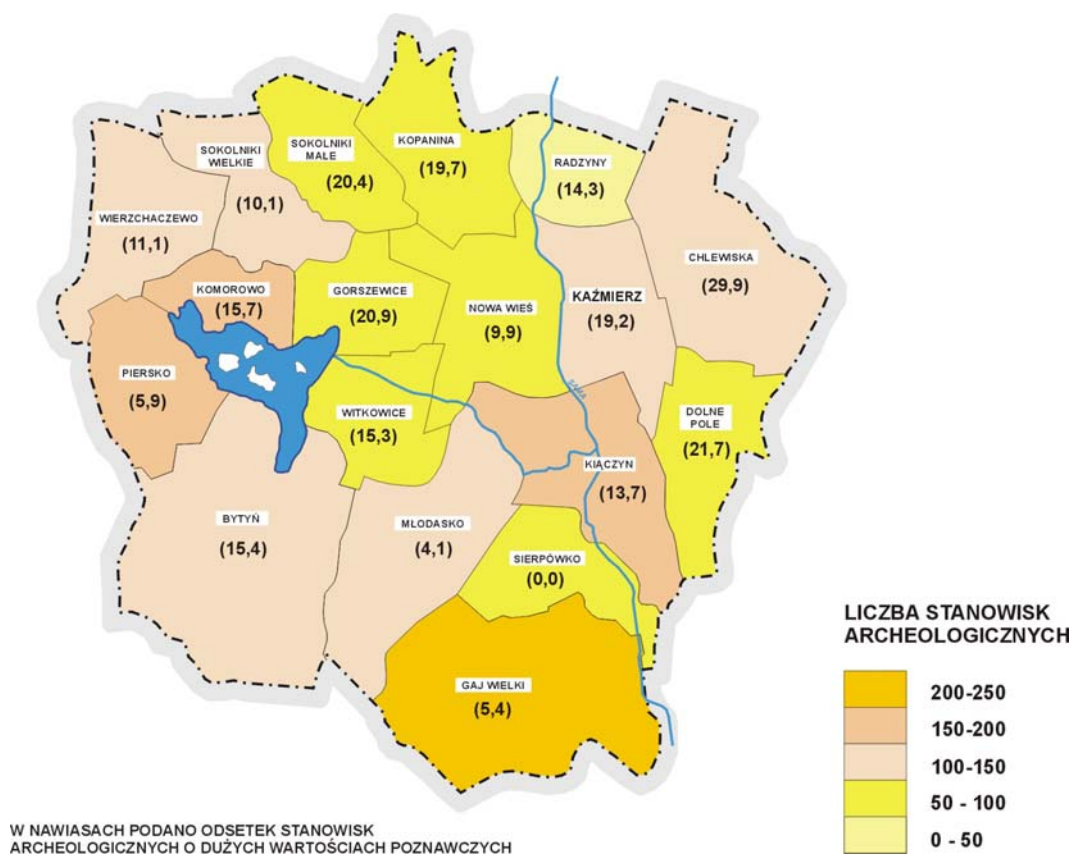 SOKOLNIKI
WIELKIE
(10,1)
SOKOLNIKI
MAŁE
(20,4)
KOPANINA
(19,7)
RADZYNY
(14,3)
WIERZCHACZEWO
(11,1)
CHLEWISKA
(29,9)
KOMOROWO
(15,7)
GORSZEWICE
(20,9)
NOWA WIEŚ
(9,9)
KAŹMIERZ
(19,2)
PIERSKO
(5,9)
WITKOWICE
(15,3)
SAMA
DOLNE
POLE
(21,7)
KIĄCZYN
(13,7)
BYTYŃ
(15,4)
MŁODASKO
(4,1)
SIERPÓWKO
(0,0)
GAJ WIELKI
(5,4)
LICZBA STANOWISK
ARCHEOLOGICZNYCH
200-250
150-200
100-150
50 - 100
0 - 50
W NAWIASACH PODANO ODSETEK STANOWISK
ARCHEOLOGICZNYCH O DUŻYCH WARTOŚCIACH POZNAWCZYCH